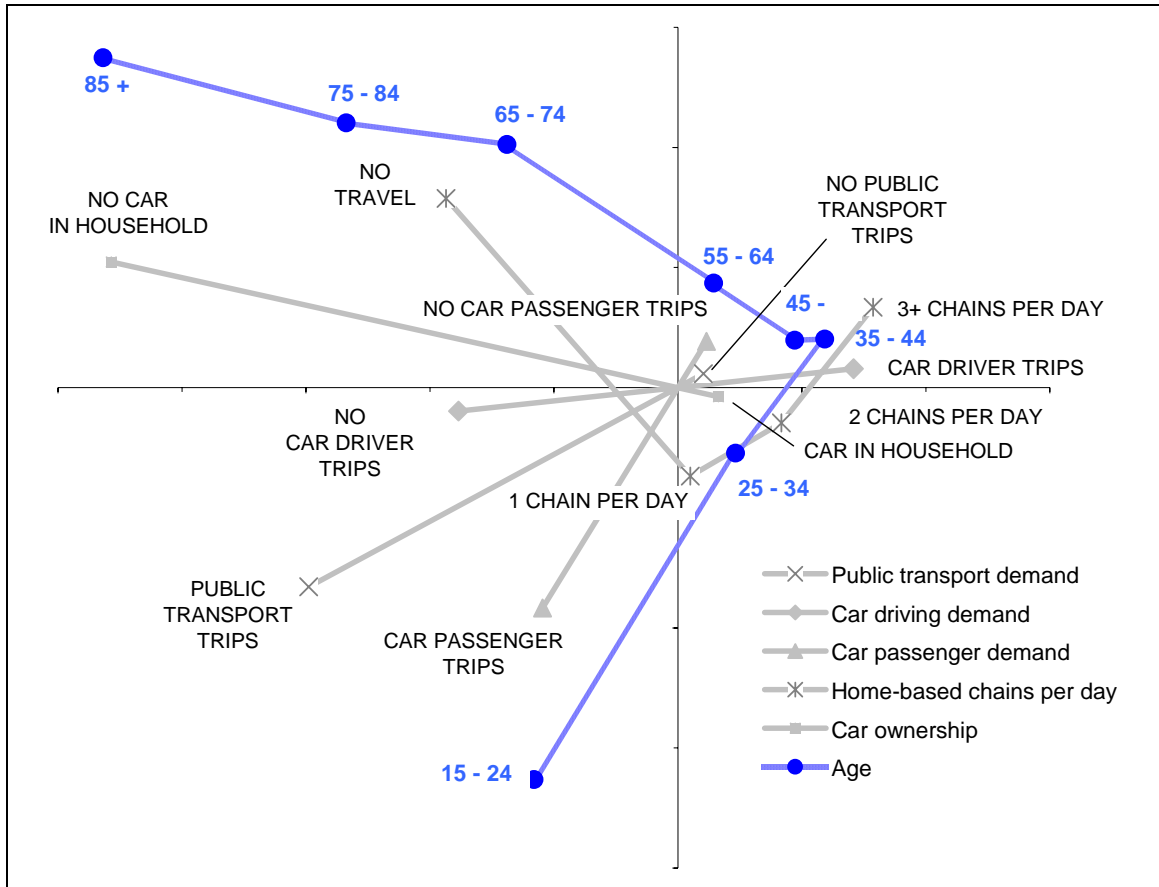 85 +
75 - 84
65 - 74
NO
TRAVEL
NO CAR
IN HOUSEHOLD
NO PUBLIC
TRANSPORT
TRIPS
55 - 64
NO CAR PASSENGER TRIPS
45 -
3+ CHAINS PER DAY
35 - 44
CAR DRIVER TRIPS
NO
CAR DRIVER
TRIPS
2 CHAINS PER DAY
CAR IN HOUSEHOLD
1 CHAIN PER DAY
25 - 34
PUBLIC
TRANSPORT
TRIPS
CAR PASSENGER
TRIPS
15 - 24
Public transport demand
Car driving demand
Car passenger demand
Home-based chains per day
Car ownership
Age